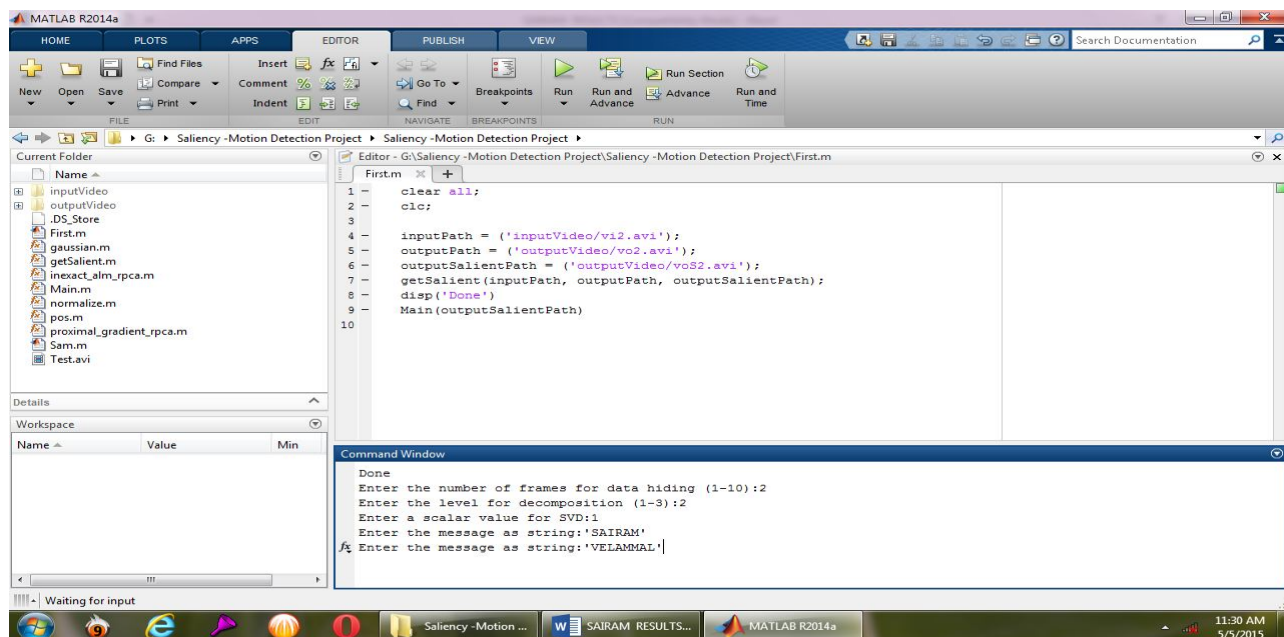 MATLAB R2014a
HOME PLOTS APPS EDITOR PUBLISH VIEW Search Documentation
New Open Save Find Files Compare Print
FILE
Insert fx Comment Indent
EDIT
Go To Find
NAVIGATE
Breakpoints
BREAKPOINTS
Run Run and Advance Run Section Advance Run and Time
RUN
G: Saliency -Motion Detection Project Saliency -Motion Detection Project
Current Folder
Name
inputVideo
outputVideo
.DS_Store
First.m
gaussian.m
getSalient.m
inexact_alm_rpca.m
Main.m
normalize.m
pos.m
proximal_gradient_rpca.m
Sam.m
Test.avi
Details
Workspace
Name Value Min
Editor - G:\Saliency -Motion Detection Project\Saliency -Motion Detection Project\First.m
First.m
1 clear all;
2 clc;
3
4 inputPath = ('inputVideo/vi2.avi');
5 outputPath = ('outputVideo/vo2.avi');
6 outputSalientPath = ('outputVideo/voS2.avi');
7 getSalient(inputPath, outputPath, outputSalientPath);
8 disp('Done')
9 Main(outputSalientPath)
10
Command Window
Done
Enter the number of frames for data hiding (1-10):2
Enter the level for decomposition (1-3):2
Enter a scalar value for SVD:1
Enter the message as string:'SAIRAM'
fx Enter the message as string:'VELAMMAL'
Waiting for input
Saliency -Motion ... SAIRAM RESULTS... MATLAB R2014a
11:30 AM
5/5/2015